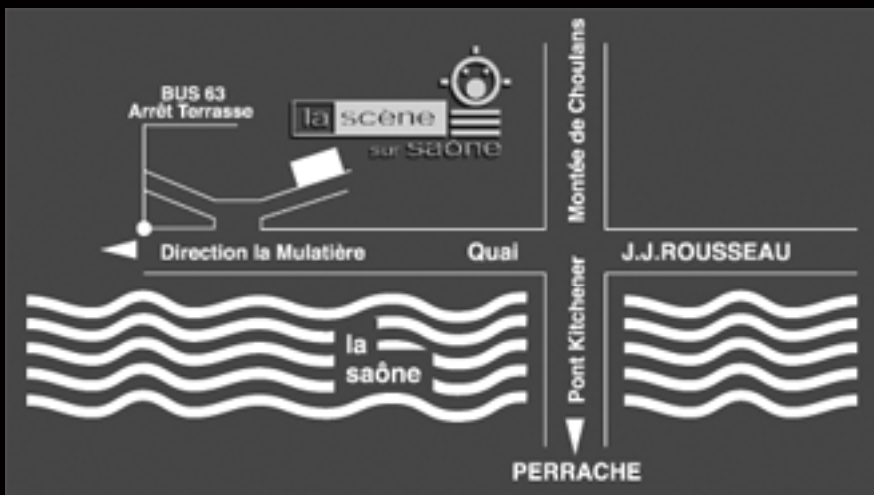 BUS 63
Arrêt Terrasse
la scène
sur saône
Montée de Choulans
Direction la Mulatière
Quai
J.J.ROUSSEAU
Pont Kitchener
la
saône
PERRACHE